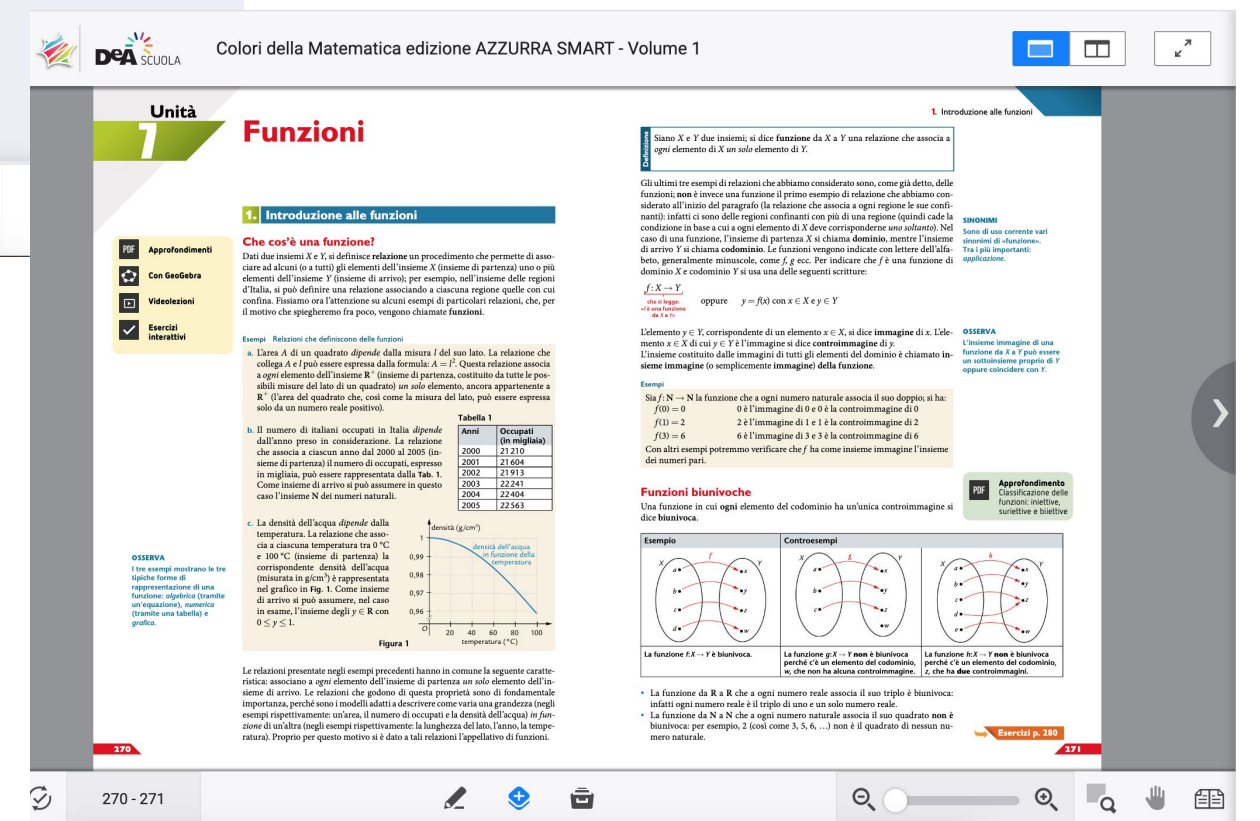 DeA SCUOLA
Colori della Matematica edizione AZZURRA SMART - Volume 1
Unità
7
Funzioni
1. Introduzione alle funzioni
PDF Approfondimenti
Con GeoGebra
Videolezioni
Esercizi
interattivi
Che cos'è una funzione?
Dati due insiemi X e Y, si definisce relazione un procedimento che permette di asso-
ciare ad alcuni (o a tutti) gli elementi dell'insieme X (insieme di partenza) uno o più
elementi dell'insieme Y (insieme di arrivo); per esempio, nell'insieme delle regioni
d'Italia, si può definire una relazione associando a ciascuna regione quelle con cui
confina. Fissiamo ora l'attenzione su alcuni esempi di particolari relazioni, che, per
il motivo che spiegheremo fra poco, vengono chiamate funzioni.
Esempi Relazioni che definiscono delle funzioni
a. L'area A di un quadrato dipende dalla misura l del suo lato. La relazione che
collega A e l può essere espressa dalla formula: A = l². Questa relazione associa
a ogni elemento dell'insieme R⁺ (insieme di partenza, costituito da tutte le pos-
sibili misure del lato di un quadrato) un solo elemento, ancora appartenente a
R⁺ (l'area del quadrato che, così come la misura del lato, può essere espressa
solo da un numero reale positivo).
b. Il numero di italiani occupati in Italia dipende
dall'anno preso in considerazione. La relazione
che associa a ciascun anno dal 2000 al 2005 (in-
sieme di partenza) il numero di occupati, espresso
in migliaia, può essere rappresentata dalla Tab. 1.
Come insieme di arrivo si può assumere in questo
caso l'insieme N dei numeri naturali.
Tabella 1
Anni Occupati
(in migliaia)
2000 21 210
2001 21 604
2002 21 913
2003 22 241
2004 22 404
2005 22 563
c. La densità dell'acqua dipende dalla
temperatura. La relazione che asso-
cia a ciascuna temperatura tra 0 °C
e 100 °C (insieme di partenza) la
corrispondente densità dell'acqua
(misurata in g/cm³) è rappresentata
nel grafico in Fig. 1. Come insieme
di arrivo si può assumere, nel caso
in esame, l'insieme degli y ∈ R con
0 ≤ y ≤ 1.
densità (g/cm³)
densità dell'acqua
in funzione della
temperatura
1
0,99
0,98
0,97
0,96
O
20 40 60 80 100
temperatura (°C)
Figura 1
OSSERVA
I tre esempi mostrano le tre
tipiche forme di
rappresentazione di una
funzione: algebrica (tramite
un'equazione), numerica
(tramite una tabella) e
grafica.
Le relazioni presentate negli esempi precedenti hanno in comune la seguente caratte-
ristica: associano a ogni elemento dell'insieme di partenza un solo elemento dell'in-
sieme di arrivo. Le relazioni che godono di questa proprietà sono di fondamentale
importanza, perché sono i modelli adatti a descrivere come varia una grandezza (negli
esempi rispettivamente: un'area, il numero di occupati e la densità dell'acqua) in fun-
zione di un'altra (negli esempi rispettivamente: la lunghezza del lato, l'anno, la tempe-
ratura). Proprio per questo motivo si è dato a tali relazioni l'appellativo di funzioni.
270
1. Introduzione alle funzioni
Definizione
Siano X e Y due insiemi; si dice funzione da X a Y una relazione che associa a
ogni elemento di X un solo elemento di Y.
Gli ultimi tre esempi di relazioni che abbiamo considerato sono, come già detto, delle
funzioni; non è invece una funzione il primo esempio di relazione che abbiamo con-
siderato all'inizio del paragrafo (la relazione che associa a ogni regione le sue confi-
nanti): infatti ci sono delle regioni confinanti con più di una regione (quindi cade la
condizione in base a cui a ogni elemento di X deve corrisponderne uno soltanto). Nel
caso di una funzione, l'insieme di partenza X si chiama dominio, mentre l'insieme
di arrivo Y si chiama codominio. Le funzioni vengono indicate con lettere dell'alfa-
beto, generalmente minuscole, come f, g ecc. Per indicare che f è una funzione di
dominio X e codominio Y si usa una delle seguenti scritture:
SINONIMI
Sono di uso corrente vari
sinonimi di «funzione».
Tra i più importanti:
applicazione.
f : X → Y
che si legge:
«f è una funzione
da X a Y»
oppure y = f(x) con x ∈ X e y ∈ Y
L'elemento y ∈ Y, corrispondente di un elemento x ∈ X, si dice immagine di x. L'ele-
mento x ∈ X di cui y ∈ Y è l'immagine si dice controimmagine di y.
L'insieme costituito dalle immagini di tutti gli elementi del dominio è chiamato in-
sieme immagine (o semplicemente immagine) della funzione.
OSSERVA
L'insieme immagine di una
funzione da X a Y può essere
un sottoinsieme proprio di Y
oppure coincidere con Y.
Esempi
Sia f : N → N la funzione che a ogni numero naturale associa il suo doppio; si ha:
f(0) = 0 0 è l'immagine di 0 e 0 è la controimmagine di 0
f(1) = 2 2 è l'immagine di 1 e 1 è la controimmagine di 2
f(3) = 6 6 è l'immagine di 3 e 3 è la controimmagine di 6
Con altri esempi potremmo verificare che f ha come insieme immagine l'insieme
dei numeri pari.
Funzioni biunivoche
Una funzione in cui ogni elemento del codominio ha un'unica controimmagine si
dice biunivoca.
PDF
Approfondimento
Classificazione delle
funzioni: iniettive,
suriettive e biiettive
Esempio Controesempi
X f Y
a x
b y
c z
d w
X g Y
a x
b y
c z
w
X h Y
a x
b y
c z
d
e w
La funzione f: X → Y è biunivoca.
La funzione g: X → Y non è biunivoca
perché c'è un elemento del codominio,
w, che non ha alcuna controimmagine.
La funzione h: X → Y non è biunivoca
perché c'è un elemento del codominio,
z, che ha due controimmagini.
• La funzione da R a R che a ogni numero reale associa il suo triplo è biunivoca:
infatti ogni numero reale è il triplo di uno e un solo numero reale.
• La funzione da N a N che a ogni numero naturale associa il suo quadrato non è
biunivoca: per esempio, 2 (così come 3, 5, 6, …) non è il quadrato di nessun nu-
mero naturale.
Esercizi p. 280
271
270 - 271